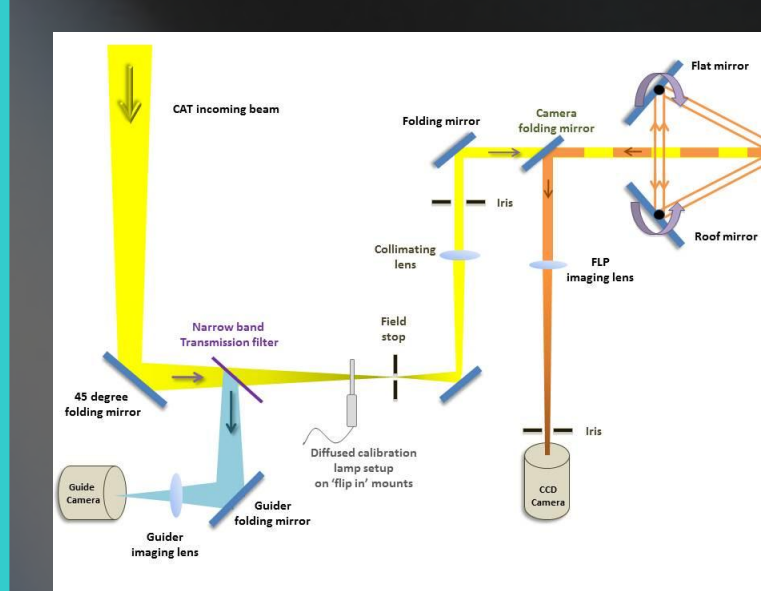 CAT incoming beam
Folding mirror
Camera
folding mirror
Flat mirror
Iris
Roof mirror
Collimating
lens
FLP
imaging lens
Narrow band
Transmission filter
Field
stop
45 degree
folding mirror
Iris
Diffused calibration
lamp setup
on ‘flip in’ mounts
Guide
Camera
Guider
folding mirror
Guider
imaging lens
CCD
Camera